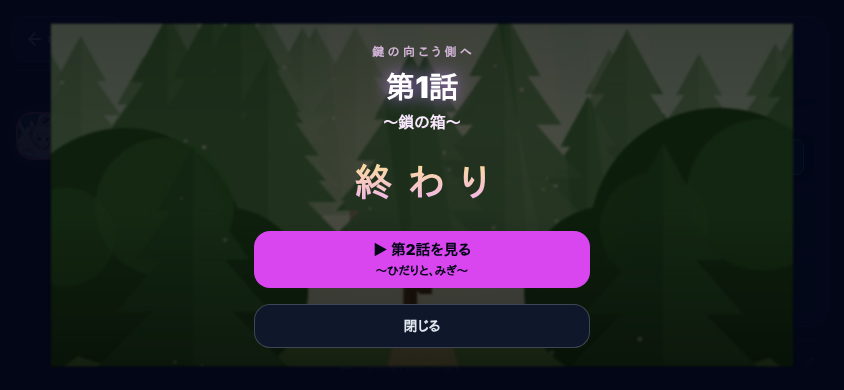 鍵の向こう側へ
第1話
〜鎖の箱〜
終わり
▶ 第2話を見る
〜ひだりと、みぎ〜
閉じる